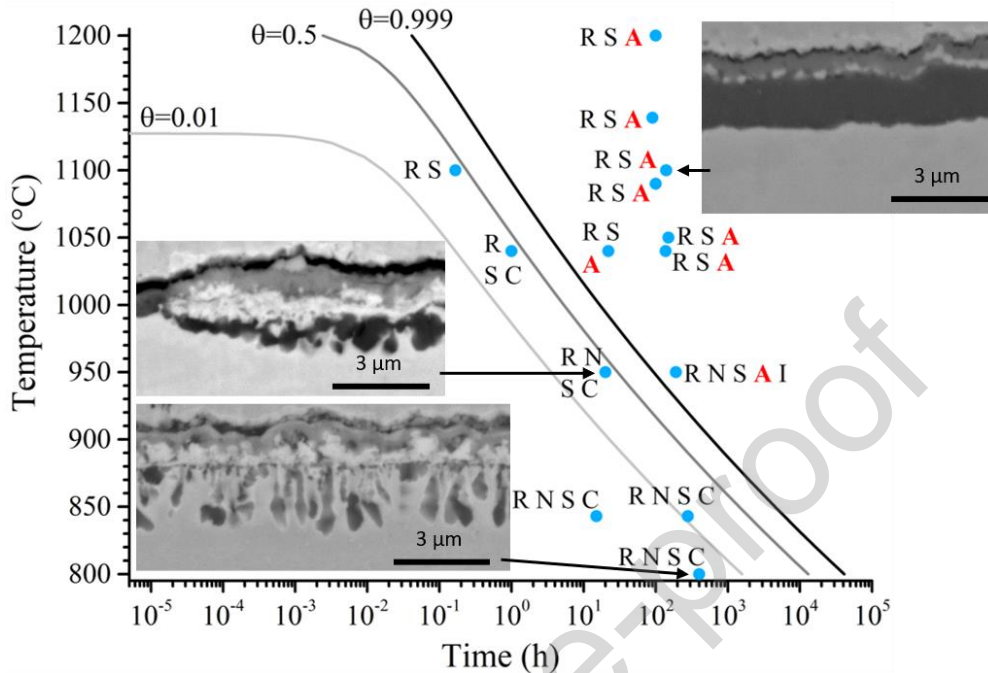 θ=0.999
1200
θ=0.5
R S A
3 µm
1150
θ=0.01
R S A
1100
R S
R S A
R S A
1050
R
SC
R S
A
R S A
R S A
3 µm
1000
950
R N
SC
R N S A I
3 µm
900
850
R N S C
R N S C
R N S C
800
Temperature (°C)
10-5
10-4
10-3
10-2
10-1
100
101
102
103
104
105
Time (h)
e-proof